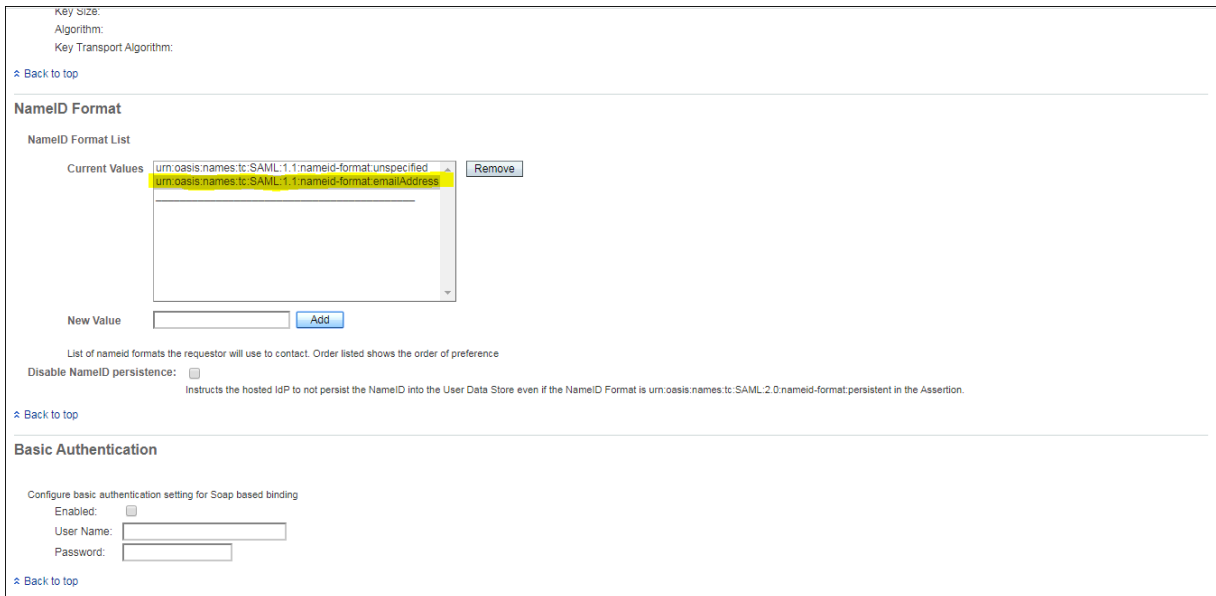 Key Size:
Algorithm:
Key Transport Algorithm:
Back to top
NameID Format
NameID Format List
Current Values urn:oasis:names:tc:SAML:1.1:nameid-format:unspecified Remove
urn:oasis:names:tc:SAML:1.1:nameid-format:emailAddress
New Value Add
List of nameid formats the requestor will use to contact. Order listed shows the order of preference
Disable NameID persistence:
Instructs the hosted IdP to not persist the NameID into the User Data Store even if the NameID Format is urn:oasis:names:tc:SAML:2.0:nameid-format:persistent in the Assertion.
Back to top
Basic Authentication
Configure basic authentication setting for Soap based binding
Enabled:
User Name:
Password:
Back to top